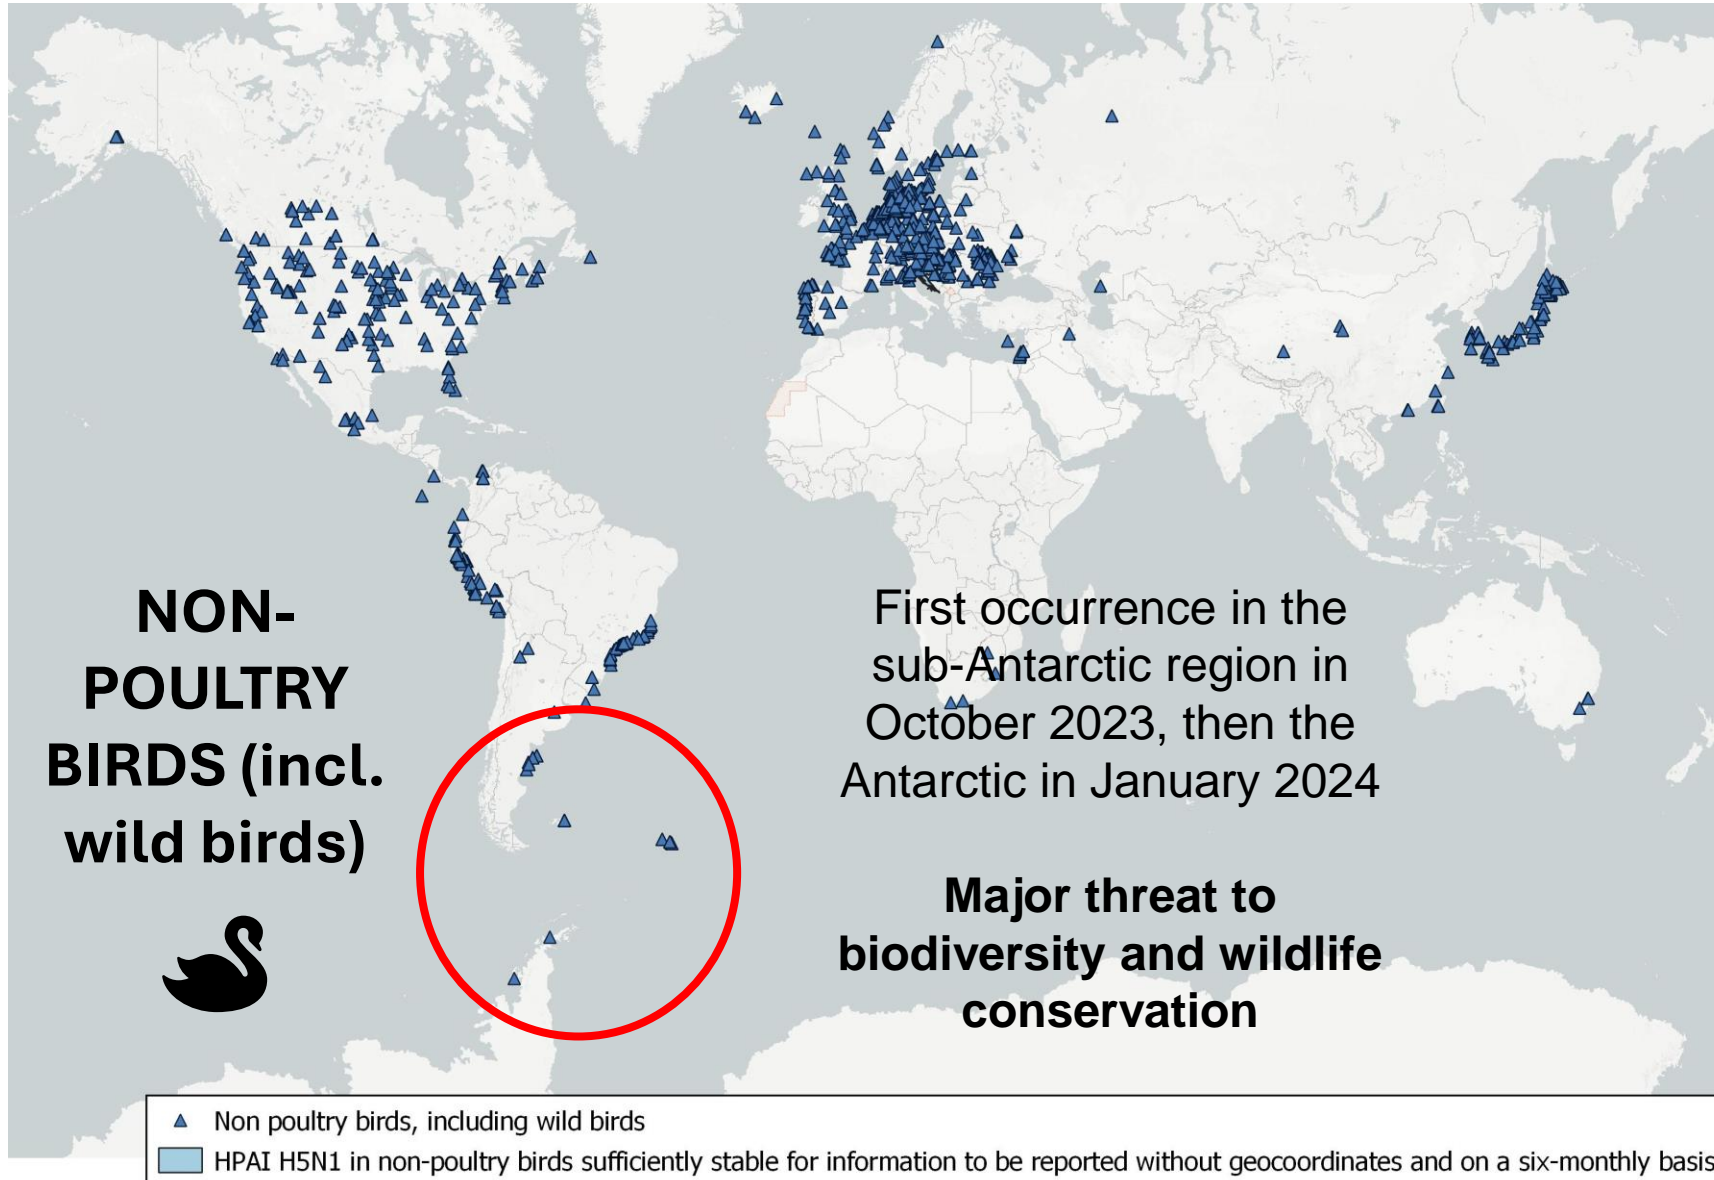 NON-
POULTRY
BIRDS (incl.
wild birds)
First occurrence in the
sub-Antarctic region in
October 2023, then the
Antarctic in January 2024
Major threat to
biodiversity and wildlife
conservation
Non poultry birds, including wild birds
HPAI H5N1 in non-poultry birds sufficiently stable for information to be reported without geocoordinates and on a six-monthly basis